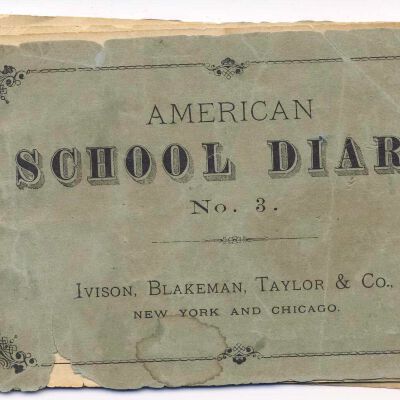 AMERICAN
SCHOOL DIAR
No. 3.
IVISON, BLAKEMAN, TAYLOR & CO.,
NEW YORK AND CHICAGO.